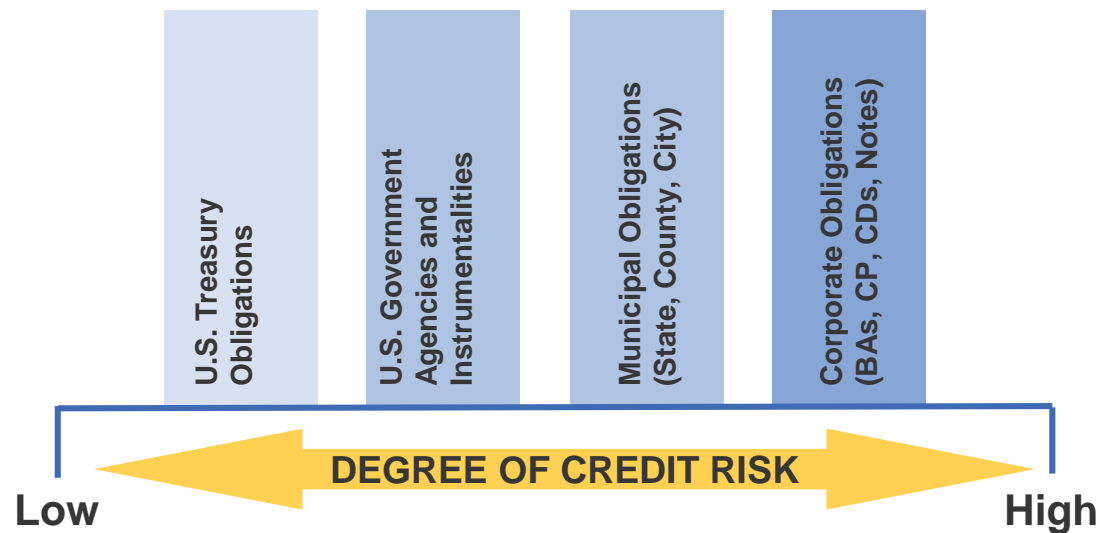 U.S. Treasury
Obligations
U.S. Government
Agencies and
Instrumentalities
Municipal Obligations
(State, County, City)
Corporate Obligations
(BAs, CP, CDs, Notes)
DEGREE OF CREDIT RISK
Low
High